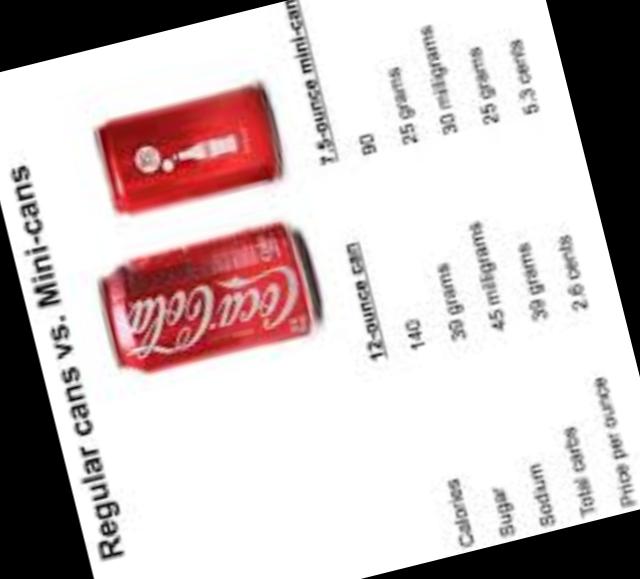 Regular cans vs. Mini-cans
Coca-Cola
12-ounce can 7.5-ounce mini-can
Calories 140 90
Sugar 39 grams 25 grams
Sodium 45 milligrams 30 milligrams
Total carbs 39 grams 25 grams
Price per ounce 2.6 cents 5.3 cents